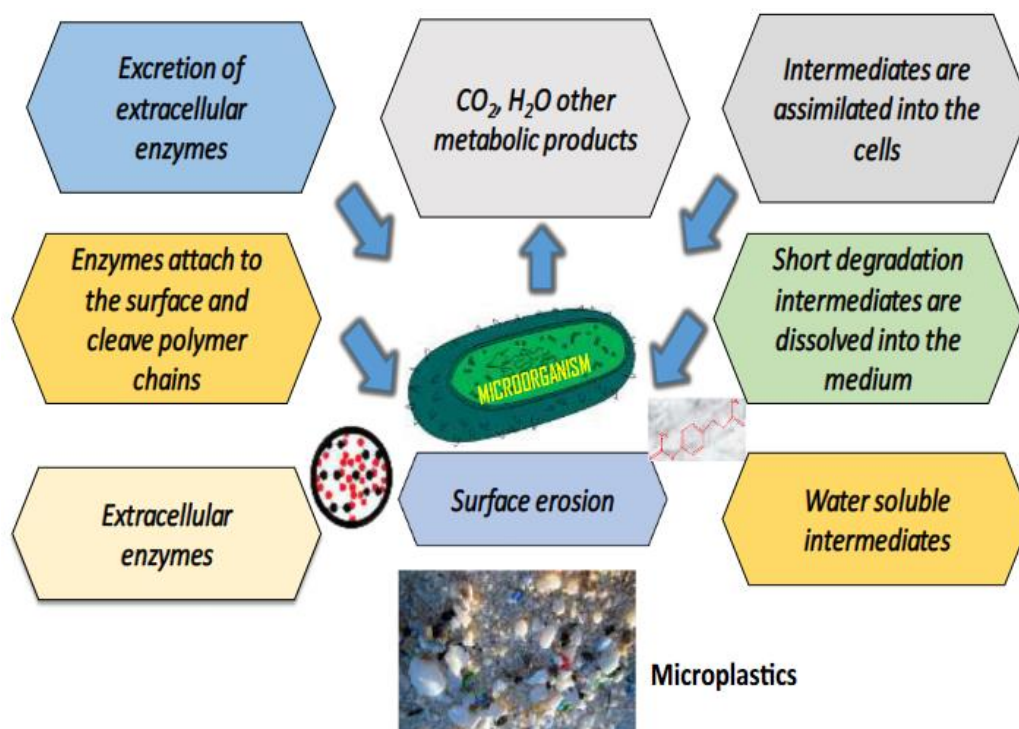 Excretion of
extracellular
enzymes
CO₂, H₂O other
metabolic products
Intermediates are
assimilated into the
cells
Enzymes attach to
the surface and
cleave polymer
chains
MICROORGANISM
Short degradation
intermediates are
dissolved into the
medium
Extracellular
enzymes
Surface erosion
Water soluble
intermediates
Microplastics